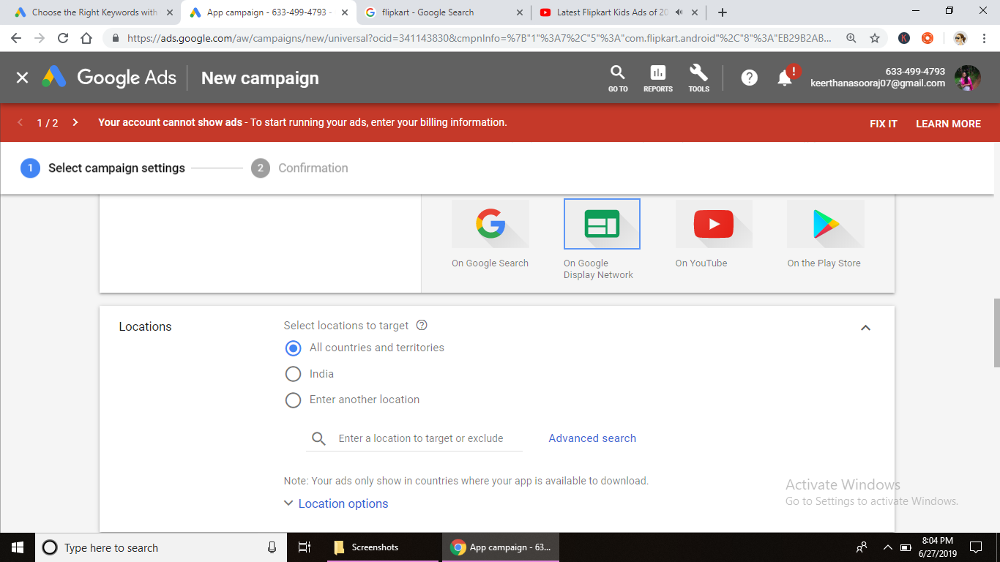 Choose the Right Keywords with
App campaign - 633-499-4793 -
flipkart - Google Search
Latest Flipkart Kids Ads of 20
https://ads.google.com/aw/campaigns/new/universal?ocid=341143830&cmpnInfo=%7B"1"%3A7%2C"5"%3A"com.flipkart.android"%2C"8"%3A"EB29B2AB...
K
Google Ads
New campaign
GO TO
REPORTS
TOOLS
?
!
633-499-4793
keerthanasooraj07@gmail.com
1 / 2
Your account cannot show ads - To start running your ads, enter your billing information.
FIX IT
LEARN MORE
1
Select campaign settings
2
Confirmation
On Google Search
On Google
Display Network
On YouTube
On the Play Store
Locations
Select locations to target ?
All countries and territories
India
Enter another location
Enter a location to target or exclude
Advanced search
Note: Your ads only show in countries where your app is available to download.
Location options
Activate Windows
Go to Settings to activate Windows.
Type here to search
Screenshots
App campaign - 63...
8:04 PM
6/27/2019